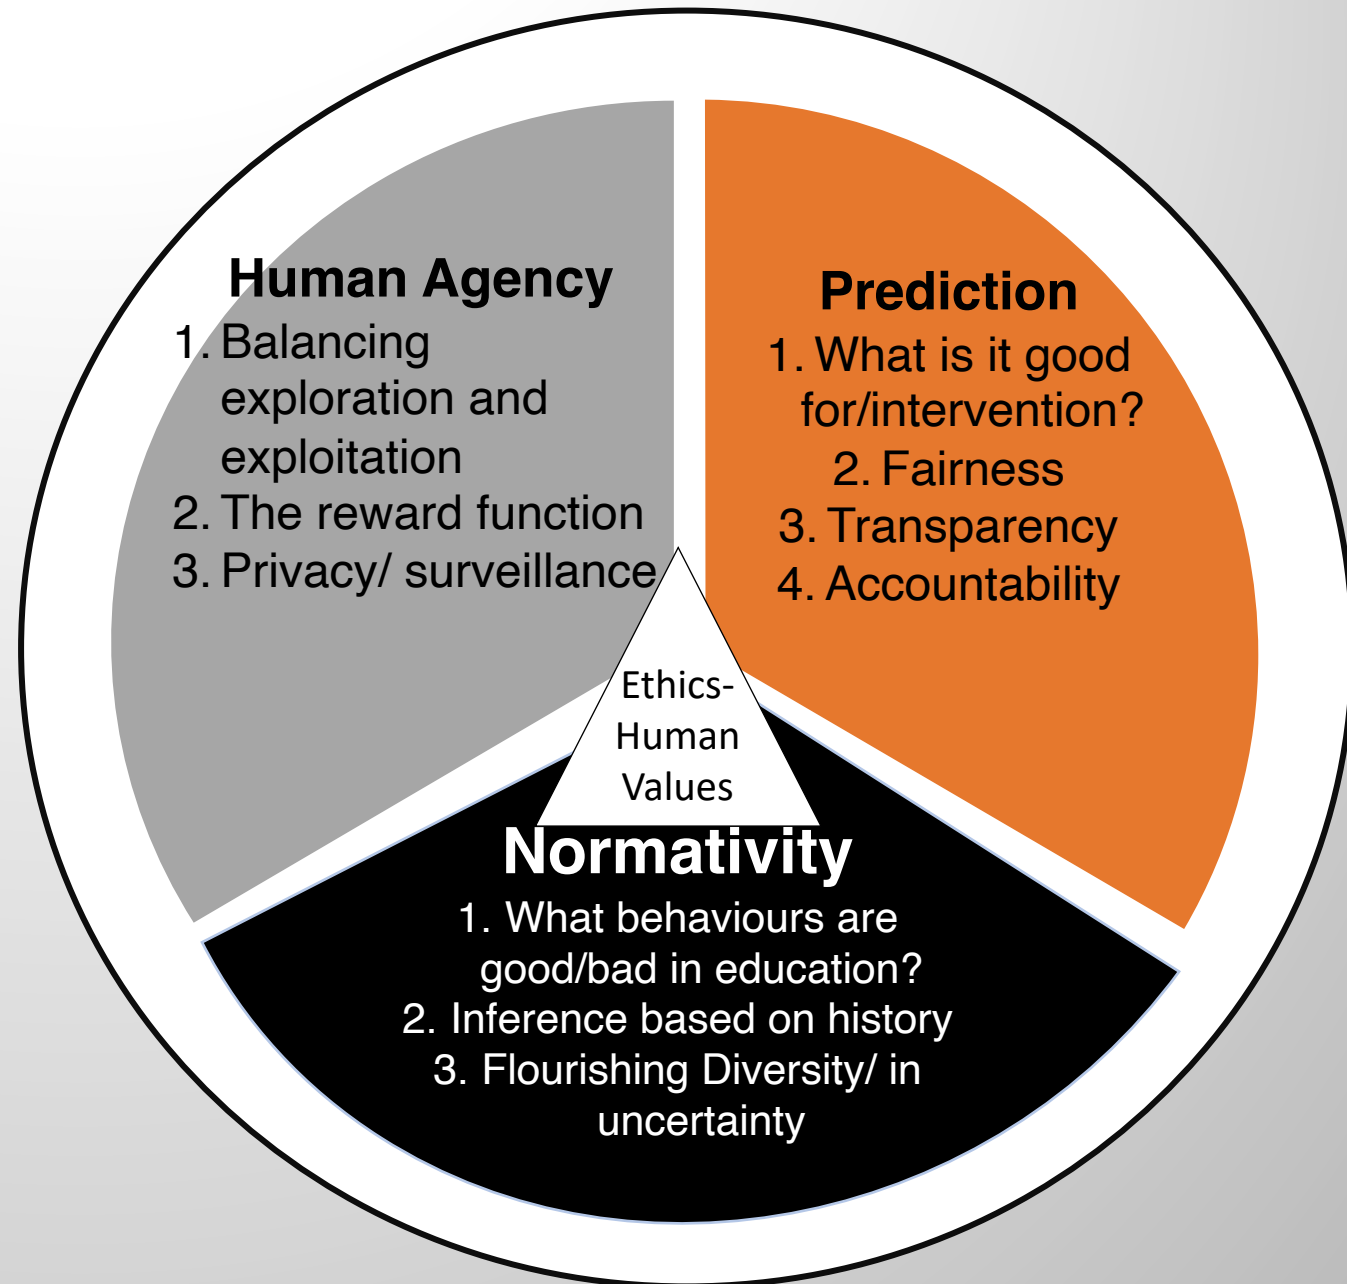 Human Agency
1. Balancing
exploration and
exploitation
2. The reward function
3. Privacy/ surveillance
Prediction
1. What is it good
for/intervention?
2. Fairness
3. Transparency
4. Accountability
Ethics-
Human
Values
Normativity
1. What behaviours are
good/bad in education?
2. Inference based on history
3. Flourishing Diversity/ in
uncertainty